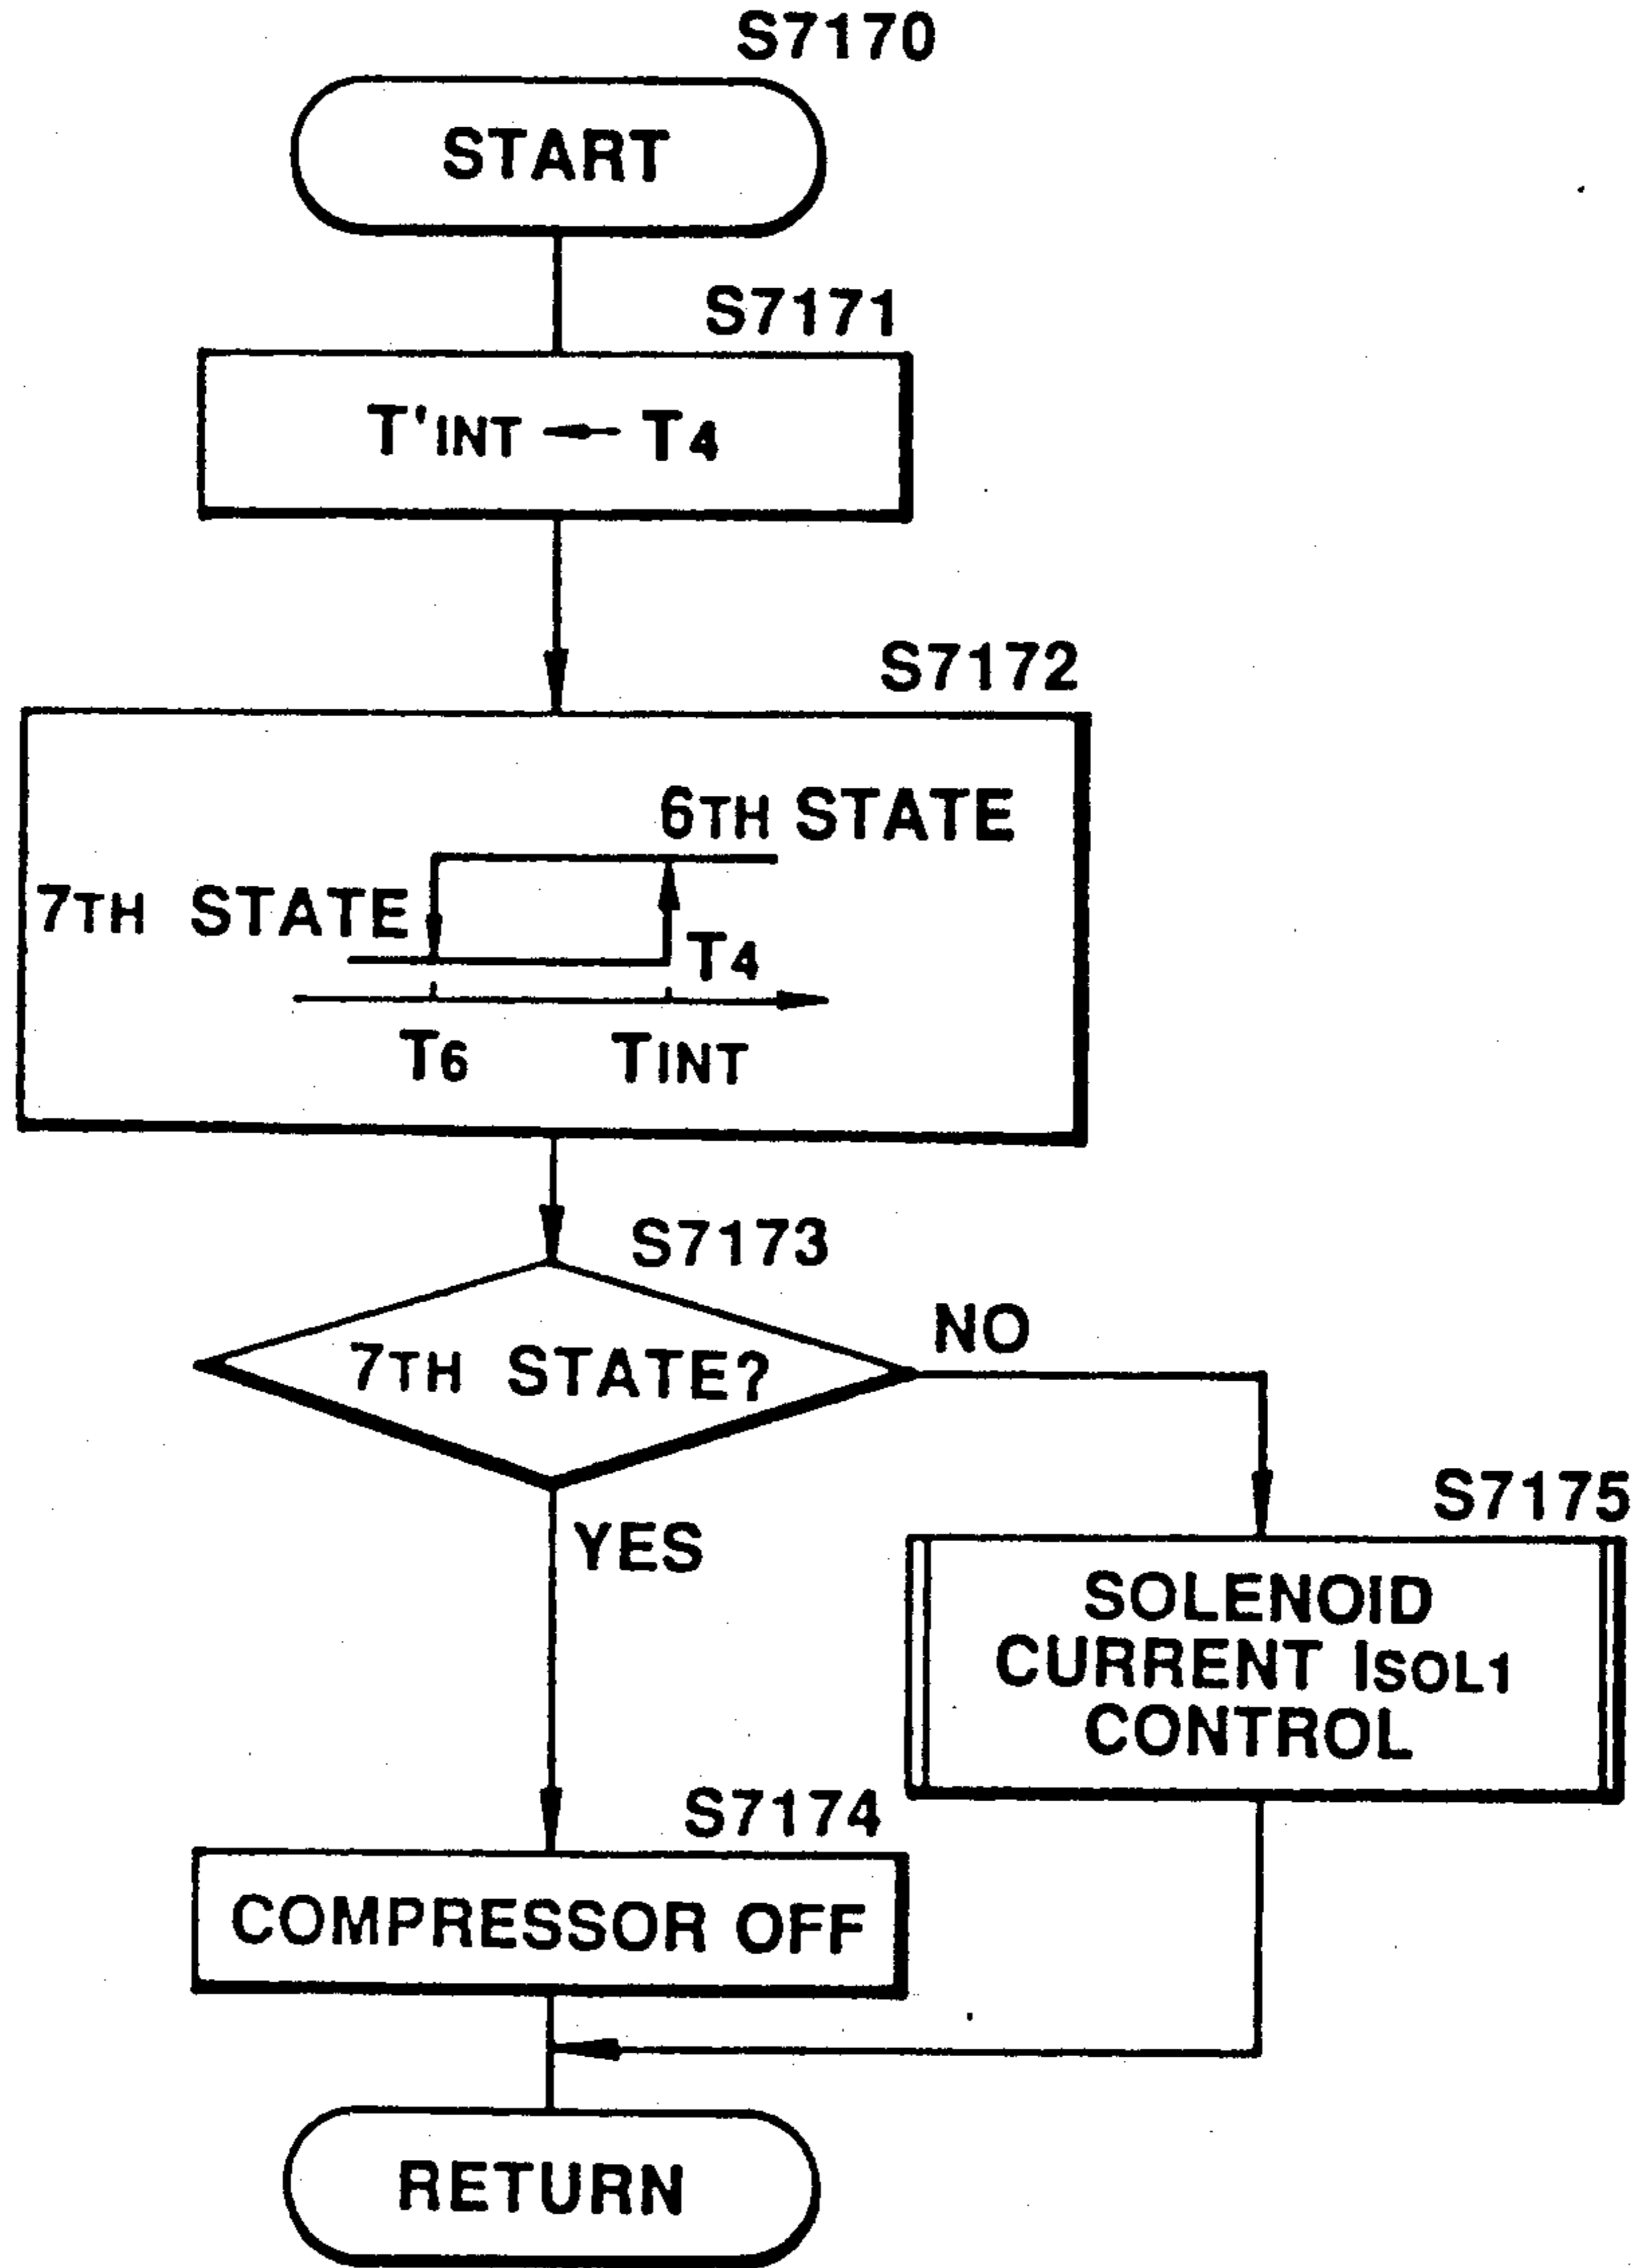 S7170
START
S7171
T'INT ← T4
S7172
6TH STATE
7TH STATE
T4
T6 TINT
S7173
7TH STATE?
NO
YES
S7175
SOLENOID
CURRENT ISOL1
CONTROL
S7174
COMPRESSOR OFF
RETURN